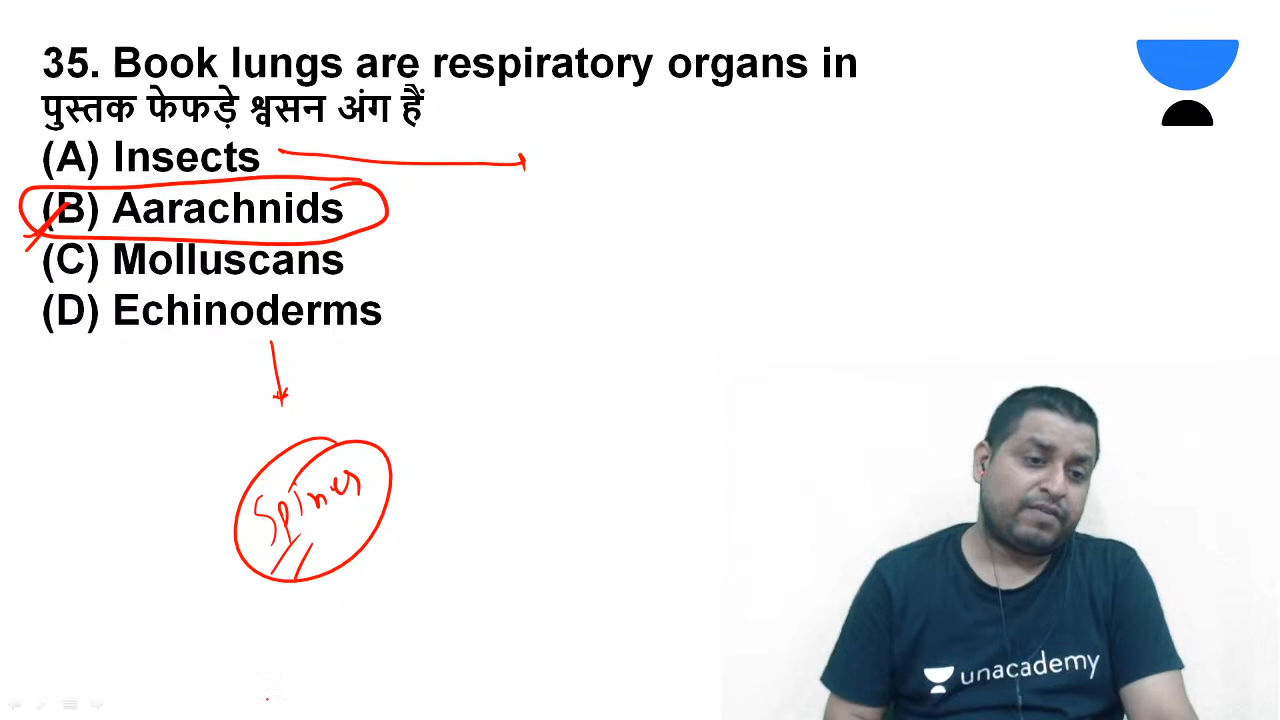 35. Book lungs are respiratory organs in
पुस्तक फेफड़े श्वसन अंग हैं
(A) Insects
(B) Aarachnids
(C) Molluscans
(D) Echinoderms
Spines
unacademy